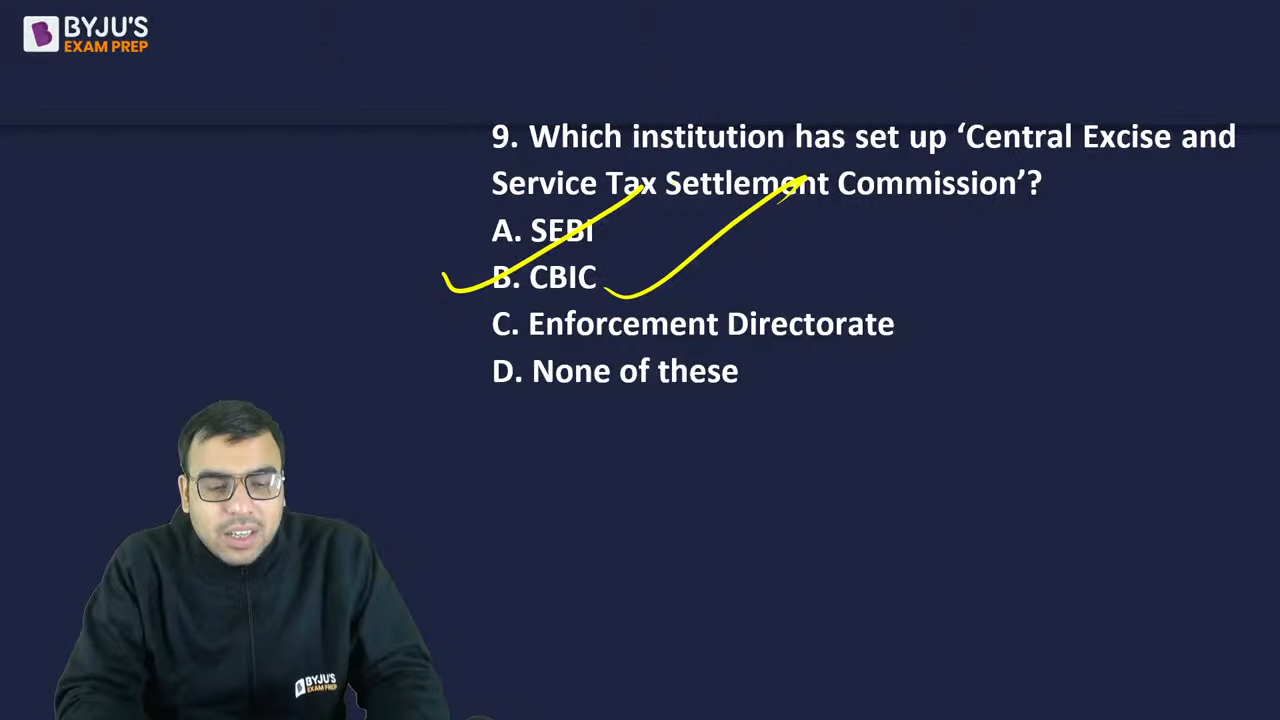 BYJU'S
EXAM PREP
9. Which institution has set up ‘Central Excise and
Service Tax Settlement Commission’?
A. SEBI
B. CBIC
C. Enforcement Directorate
D. None of these
BYJU'S
EXAM PREP